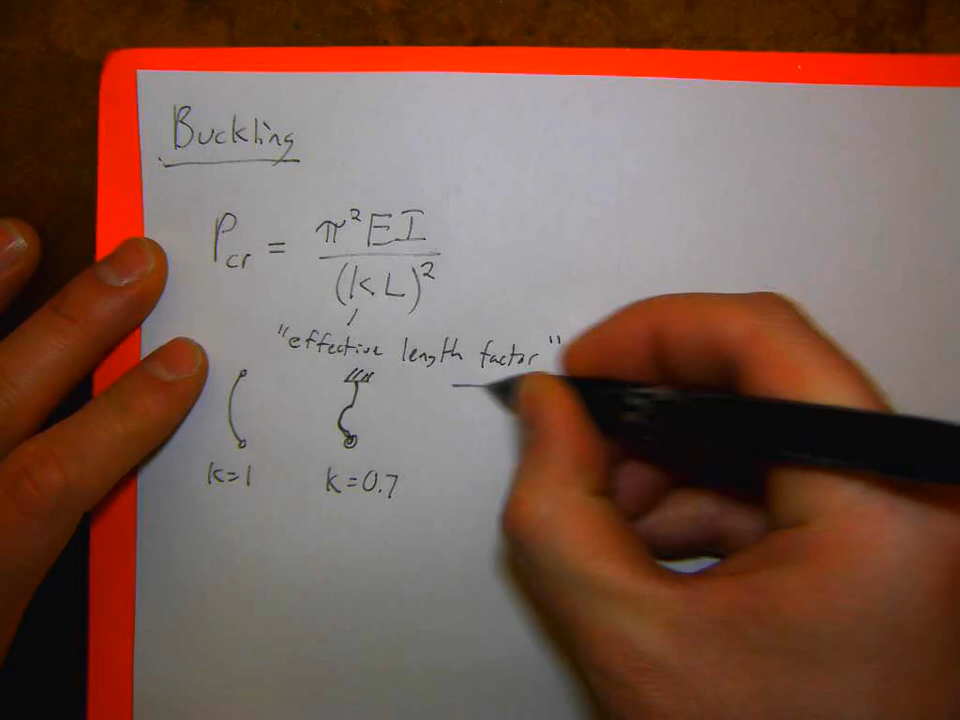 Buckling
Pcr = π²EI / (kL)²
"effective length factor"
k=1 k=0.7